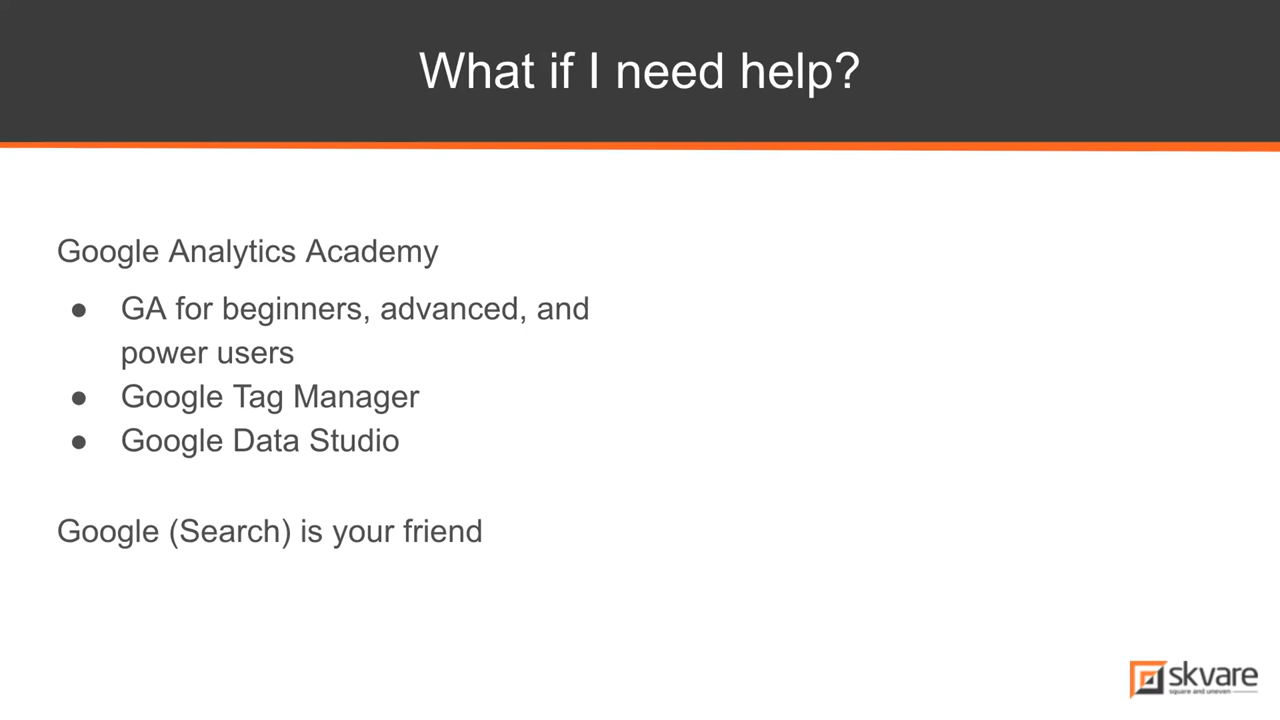 What if I need help?
Google Analytics Academy
● GA for beginners, advanced, and
power users
● Google Tag Manager
● Google Data Studio
Google (Search) is your friend
skvare
square and uneven